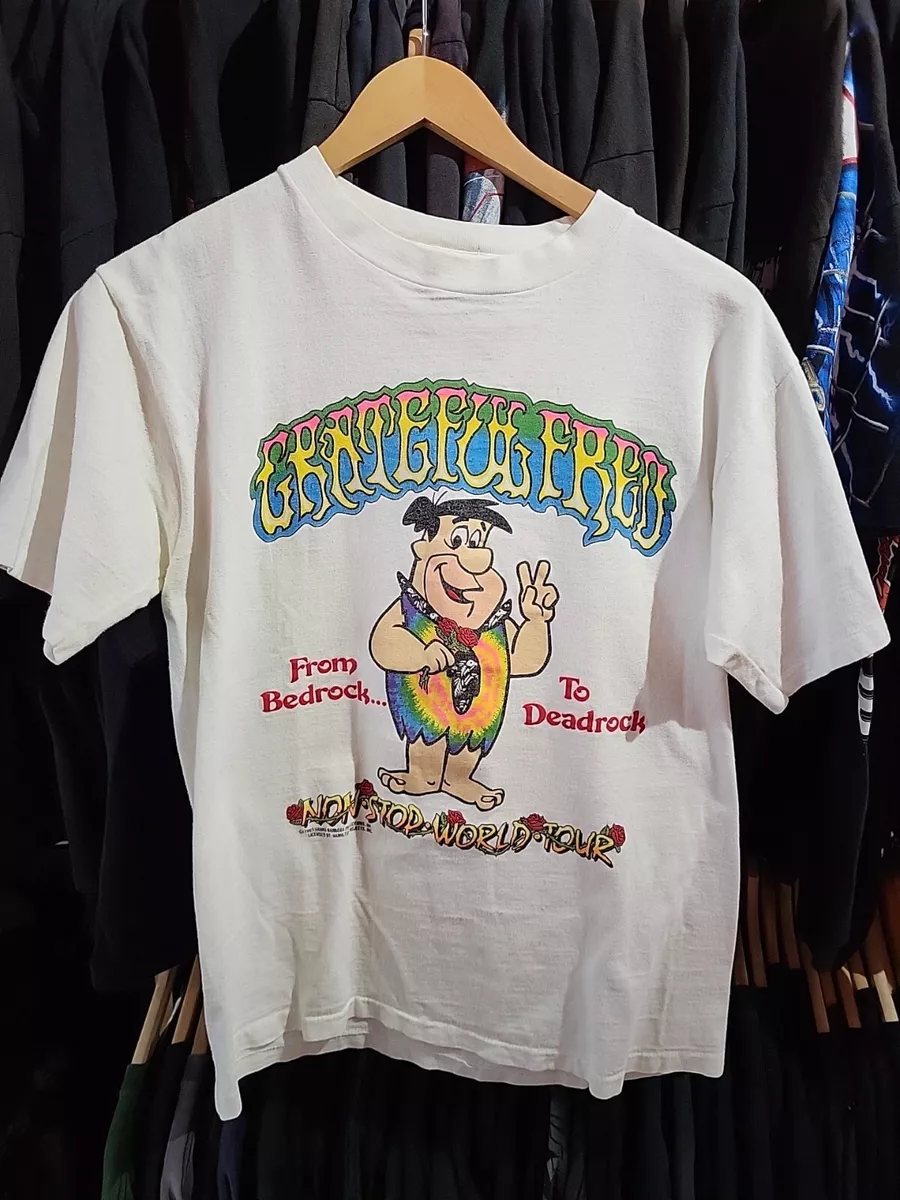 GRATEFUL FRED
From
Bedrock...
To
Deadrock
NON·STOP·WORLD·TOUR